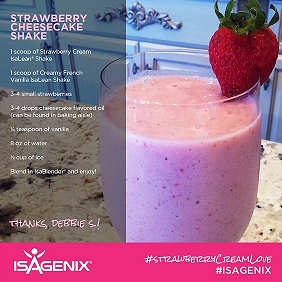 STRAWBERRY
CHEESECAKE
SHAKE
1 scoop of Strawberry Cream
IsaLean® Shake
1 scoop of Creamy French
Vanilla IsaLean Shake
3-4 small strawberries
3-4 drops cheesecake flavored oil
(can be found in baking aisle)
½ teaspoon of vanilla
8 oz of water
½ cup of ice
Blend in IsaBlender® and enjoy!
THANKS, DEBBIE S.!
ISAGENIX®
#STRAWBERRYCREAMLOVE
#ISAGENIX